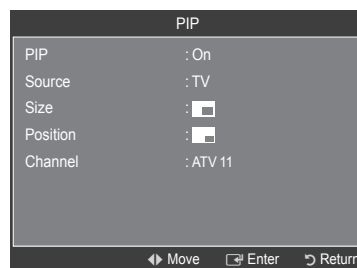 PIP
PIP : On
Source : TV
Size :
Position :
Channel : ATV 11
Move Enter Return